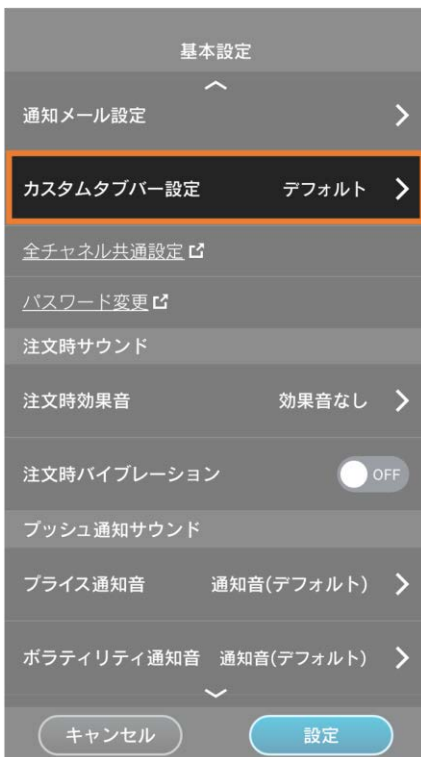 基本設定
通知メール設定
カスタムタブバー設定 デフォルト
全チャネル共通設定
パスワード変更
注文時サウンド
注文時効果音 効果音なし
注文時バイブレーション OFF
プッシュ通知サウンド
プライス通知音 通知音(デフォルト)
ボラティリティ通知音 通知音(デフォルト)
キャンセル 設定